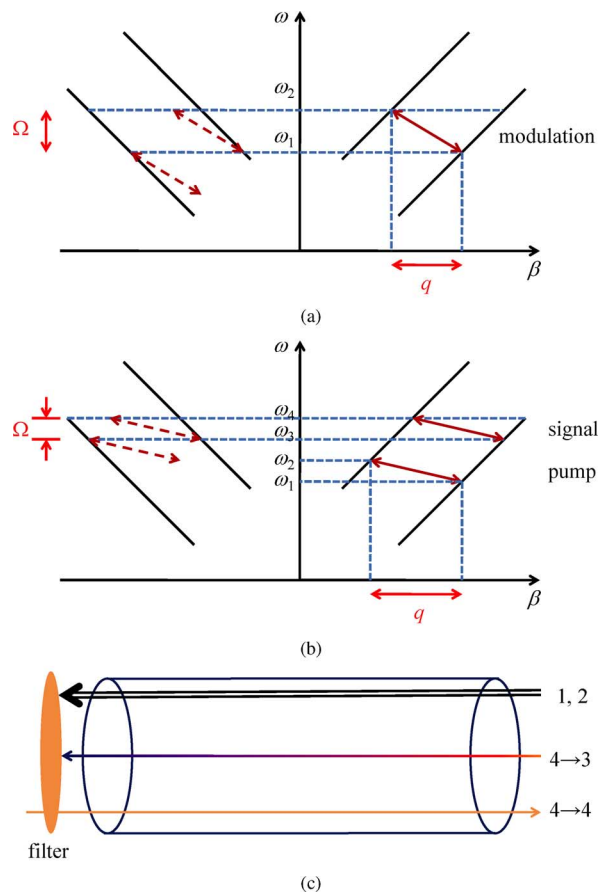 ω
ω2
Ω
ω1
modulation
β
q
(a)
ω
Ω
ω4
ω3
signal
ω2
pump
ω1
β
q
(b)
1, 2
4→3
4→4
filter
(c)